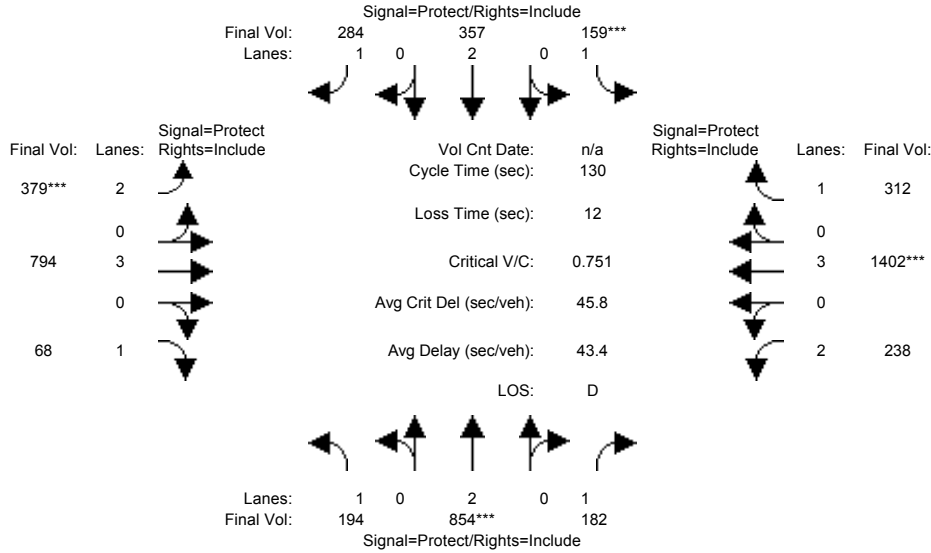 Signal=Protect/Rights=Include
Final Vol: 284 357 159***
Lanes: 1 0 2 0 1
Signal=Protect Signal=Protect
Final Vol: Lanes: Rights=Include Vol Cnt Date: n/a Rights=Include Lanes: Final Vol:
Cycle Time (sec): 130
379*** 2 1 312
Loss Time (sec): 12
0 0
794 3 Critical V/C: 0.751 3 1402***
0 Avg Crit Del (sec/veh): 45.8 0
68 1 Avg Delay (sec/veh): 43.4 2 238
LOS: D
Lanes: 1 0 2 0 1
Final Vol: 194 854*** 182
Signal=Protect/Rights=Include